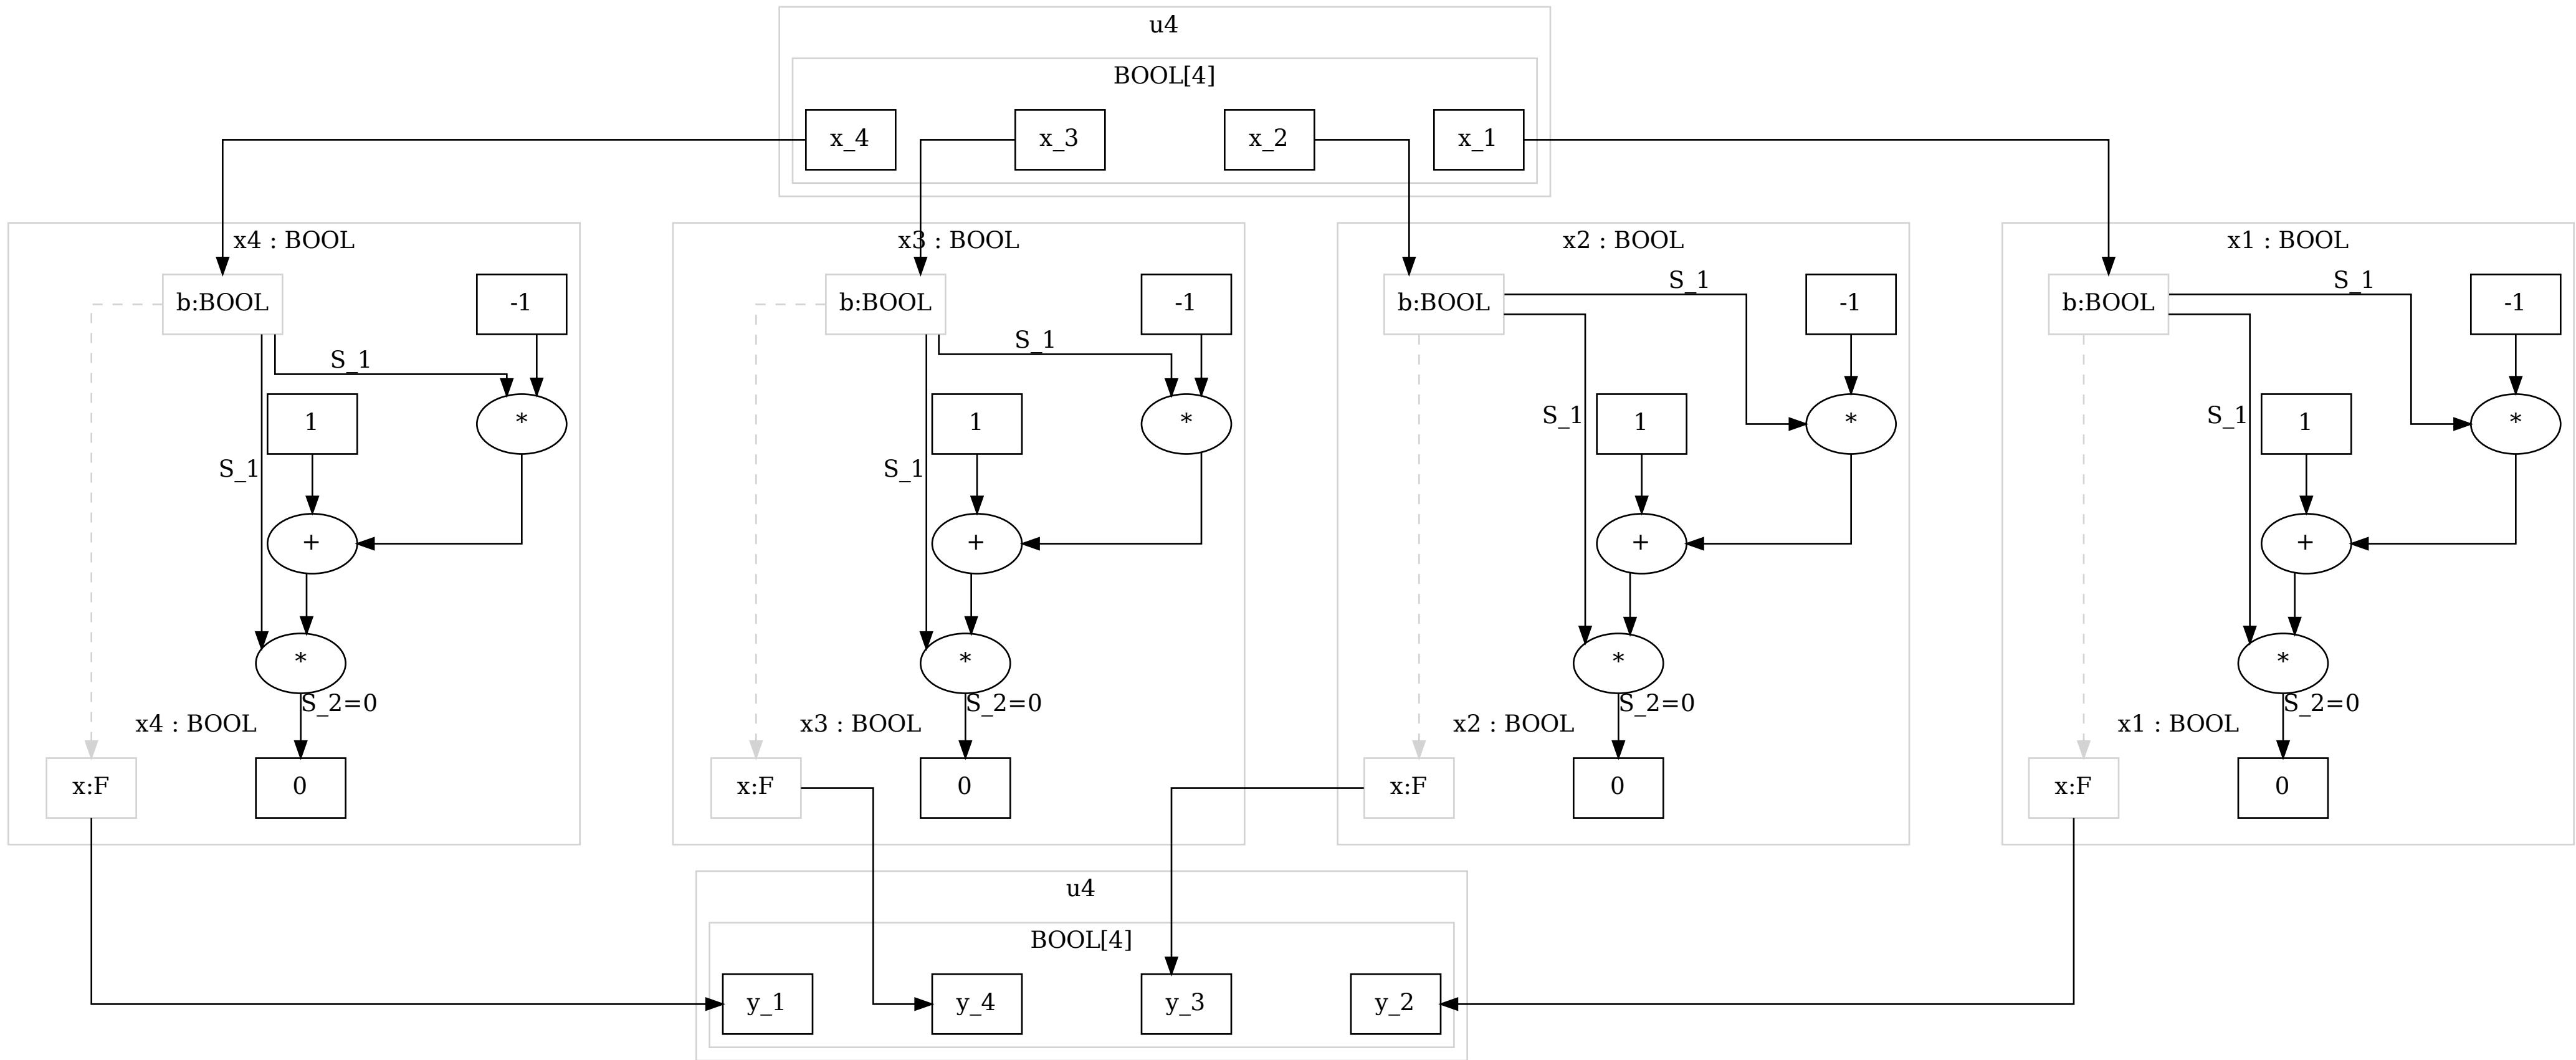 u4
BOOL[4]
x_4 x_3 x_2 x_1
x4 : BOOL x3 : BOOL x2 : BOOL x1 : BOOL
b:BOOL -1 b:BOOL -1 b:BOOL S_1 -1 b:BOOL S_1 -1
S_1 S_1
1 * 1 * S_1 1 * S_1 1 *
S_1 S_1
+ + + +
* * * *
S_2=0 S_2=0 S_2=0 S_2=0
x4 : BOOL x3 : BOOL x2 : BOOL x1 : BOOL
x:F 0 x:F 0 x:F 0 x:F 0
u4
BOOL[4]
y_1 y_4 y_3 y_2